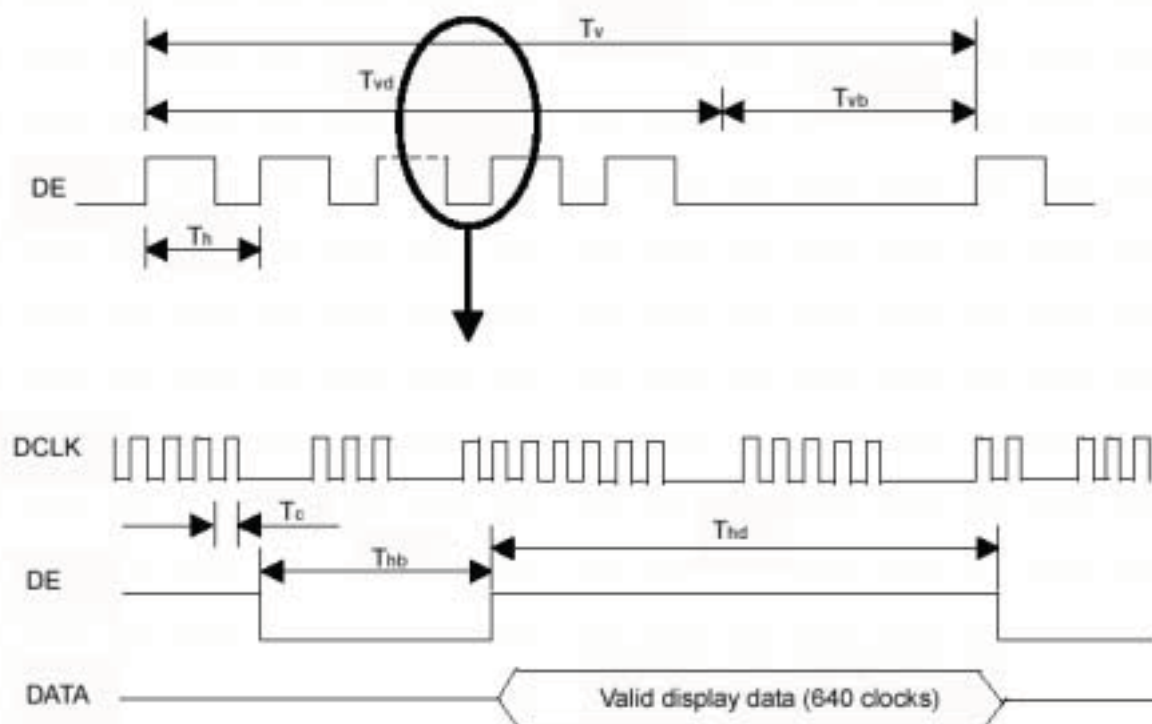 Tv
Tvd
Tvb
DE
Th
DCLK
Tc
Thd
Thb
DE
DATA
Valid display data (640 clocks)